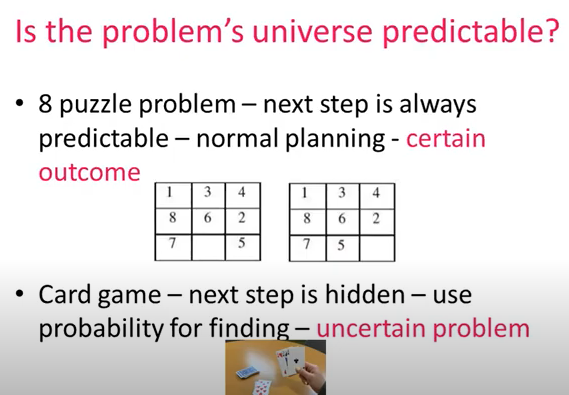 Is the problem's universe predictable?
• 8 puzzle problem – next step is always
predictable – normal planning - certain
outcome
1 3 4
8 6 2
7 5
1 3 4
8 6 2
7 5
• Card game – next step is hidden – use
probability for finding – uncertain problem